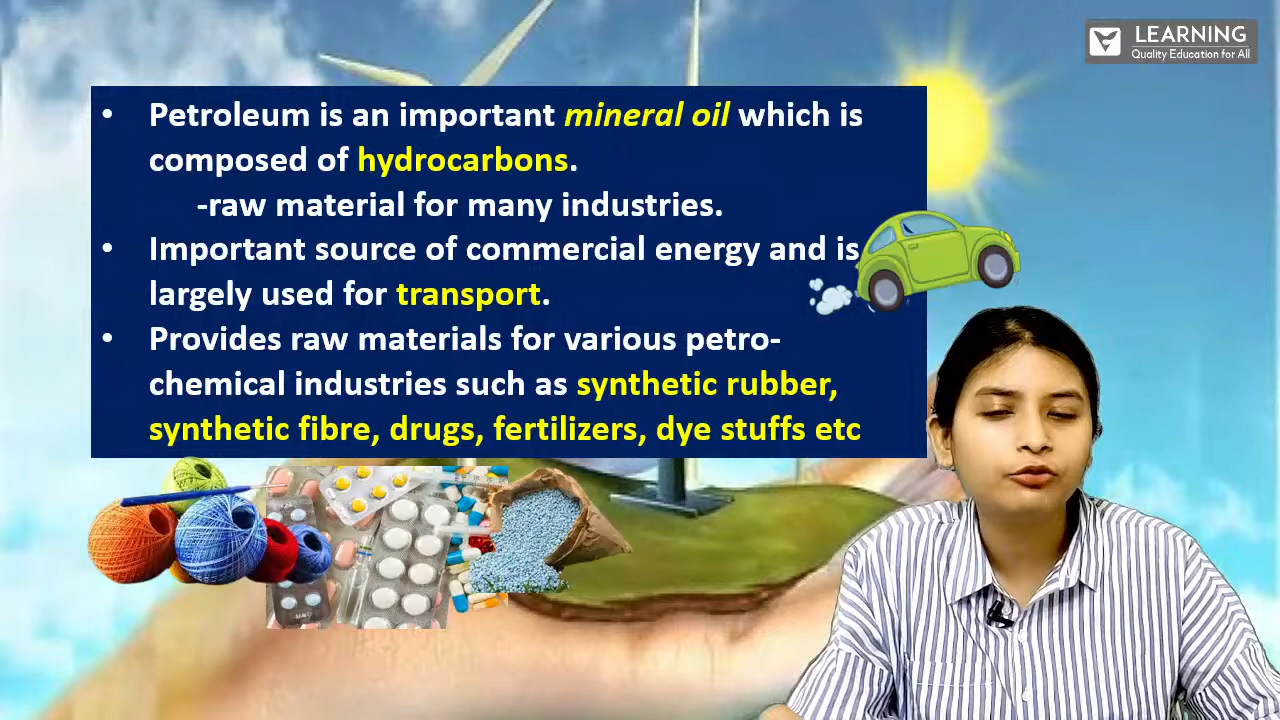 LEARNING
Quality Education for All
• Petroleum is an important mineral oil which is
composed of hydrocarbons.
-raw material for many industries.
• Important source of commercial energy and is
largely used for transport.
• Provides raw materials for various petro-
chemical industries such as synthetic rubber,
synthetic fibre, drugs, fertilizers, dye stuffs etc